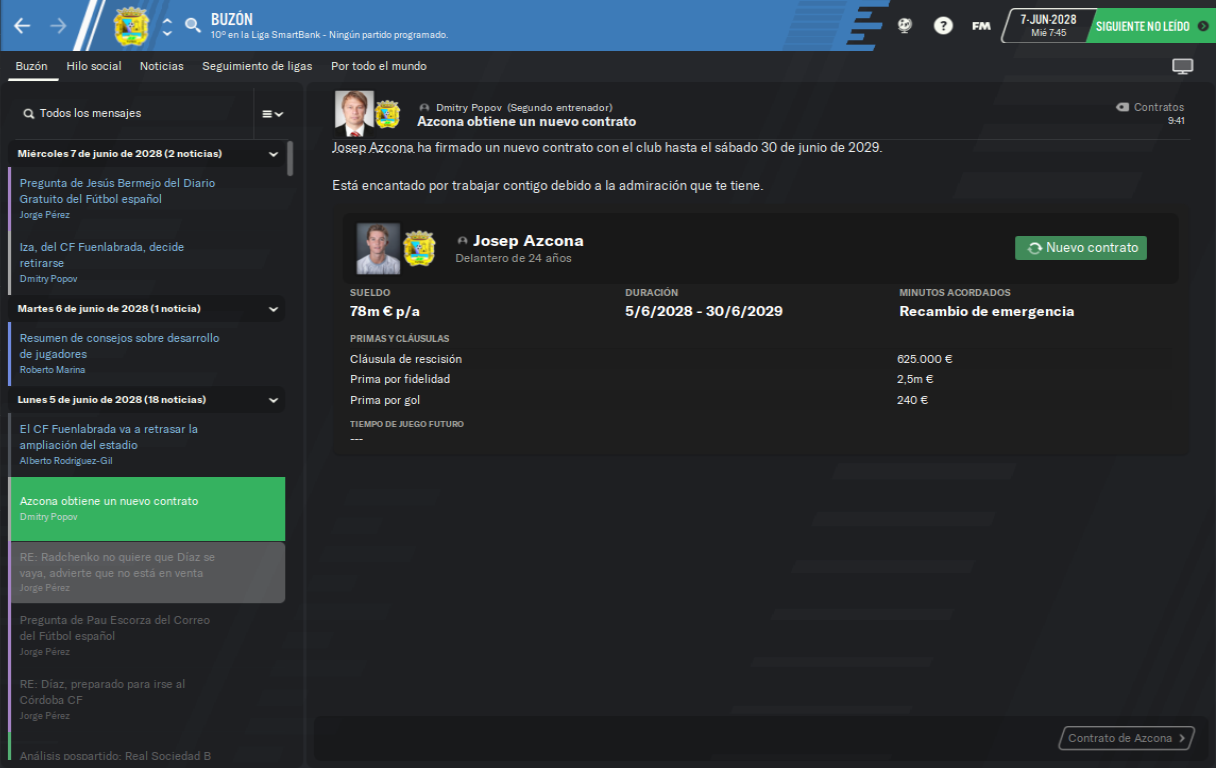 BUZÓN
10º en la Liga SmartBank - Ningún partido programado.
?
FM
7-JUN-2028
Mié 7:45
SIGUIENTE NO LEÍDO
Buzón
Hilo social
Noticias
Seguimiento de ligas
Por todo el mundo
Todos los mensajes
Miércoles 7 de junio de 2028 (2 noticias)
Pregunta de Jesús Bermejo del Diario
Gratuito del Fútbol español
Jorge Pérez
Iza, del CF Fuenlabrada, decide
retirarse
Dmitry Popov
Martes 6 de junio de 2028 (1 noticia)
Resumen de consejos sobre desarrollo
de jugadores
Roberto Marina
Lunes 5 de junio de 2028 (18 noticias)
El CF Fuenlabrada va a retrasar la
ampliación del estadio
Alberto Rodríguez-Gil
Azcona obtiene un nuevo contrato
Dmitry Popov
RE: Radchenko no quiere que Díaz se
vaya, advierte que no está en venta
Jorge Pérez
Pregunta de Pau Escorza del Correo
del Fútbol español
Jorge Pérez
RE: Díaz, preparado para irse al
Córdoba CF
Jorge Pérez
Análisis pospartido: Real Sociedad B
Dmitry Popov (Segundo entrenador)
Azcona obtiene un nuevo contrato
Contratos
9:41
Josep Azcona ha firmado un nuevo contrato con el club hasta el sábado 30 de junio de 2029.
Está encantado por trabajar contigo debido a la admiración que te tiene.
Josep Azcona
Delantero de 24 años
Nuevo contrato
SUELDO
78m € p/a
DURACIÓN
5/6/2028 - 30/6/2029
MINUTOS ACORDADOS
Recambio de emergencia
PRIMAS Y CLÁUSULAS
Cláusula de rescisión
625.000 €
Prima por fidelidad
2,5m €
Prima por gol
240 €
TIEMPO DE JUEGO FUTURO
---
Contrato de Azcona